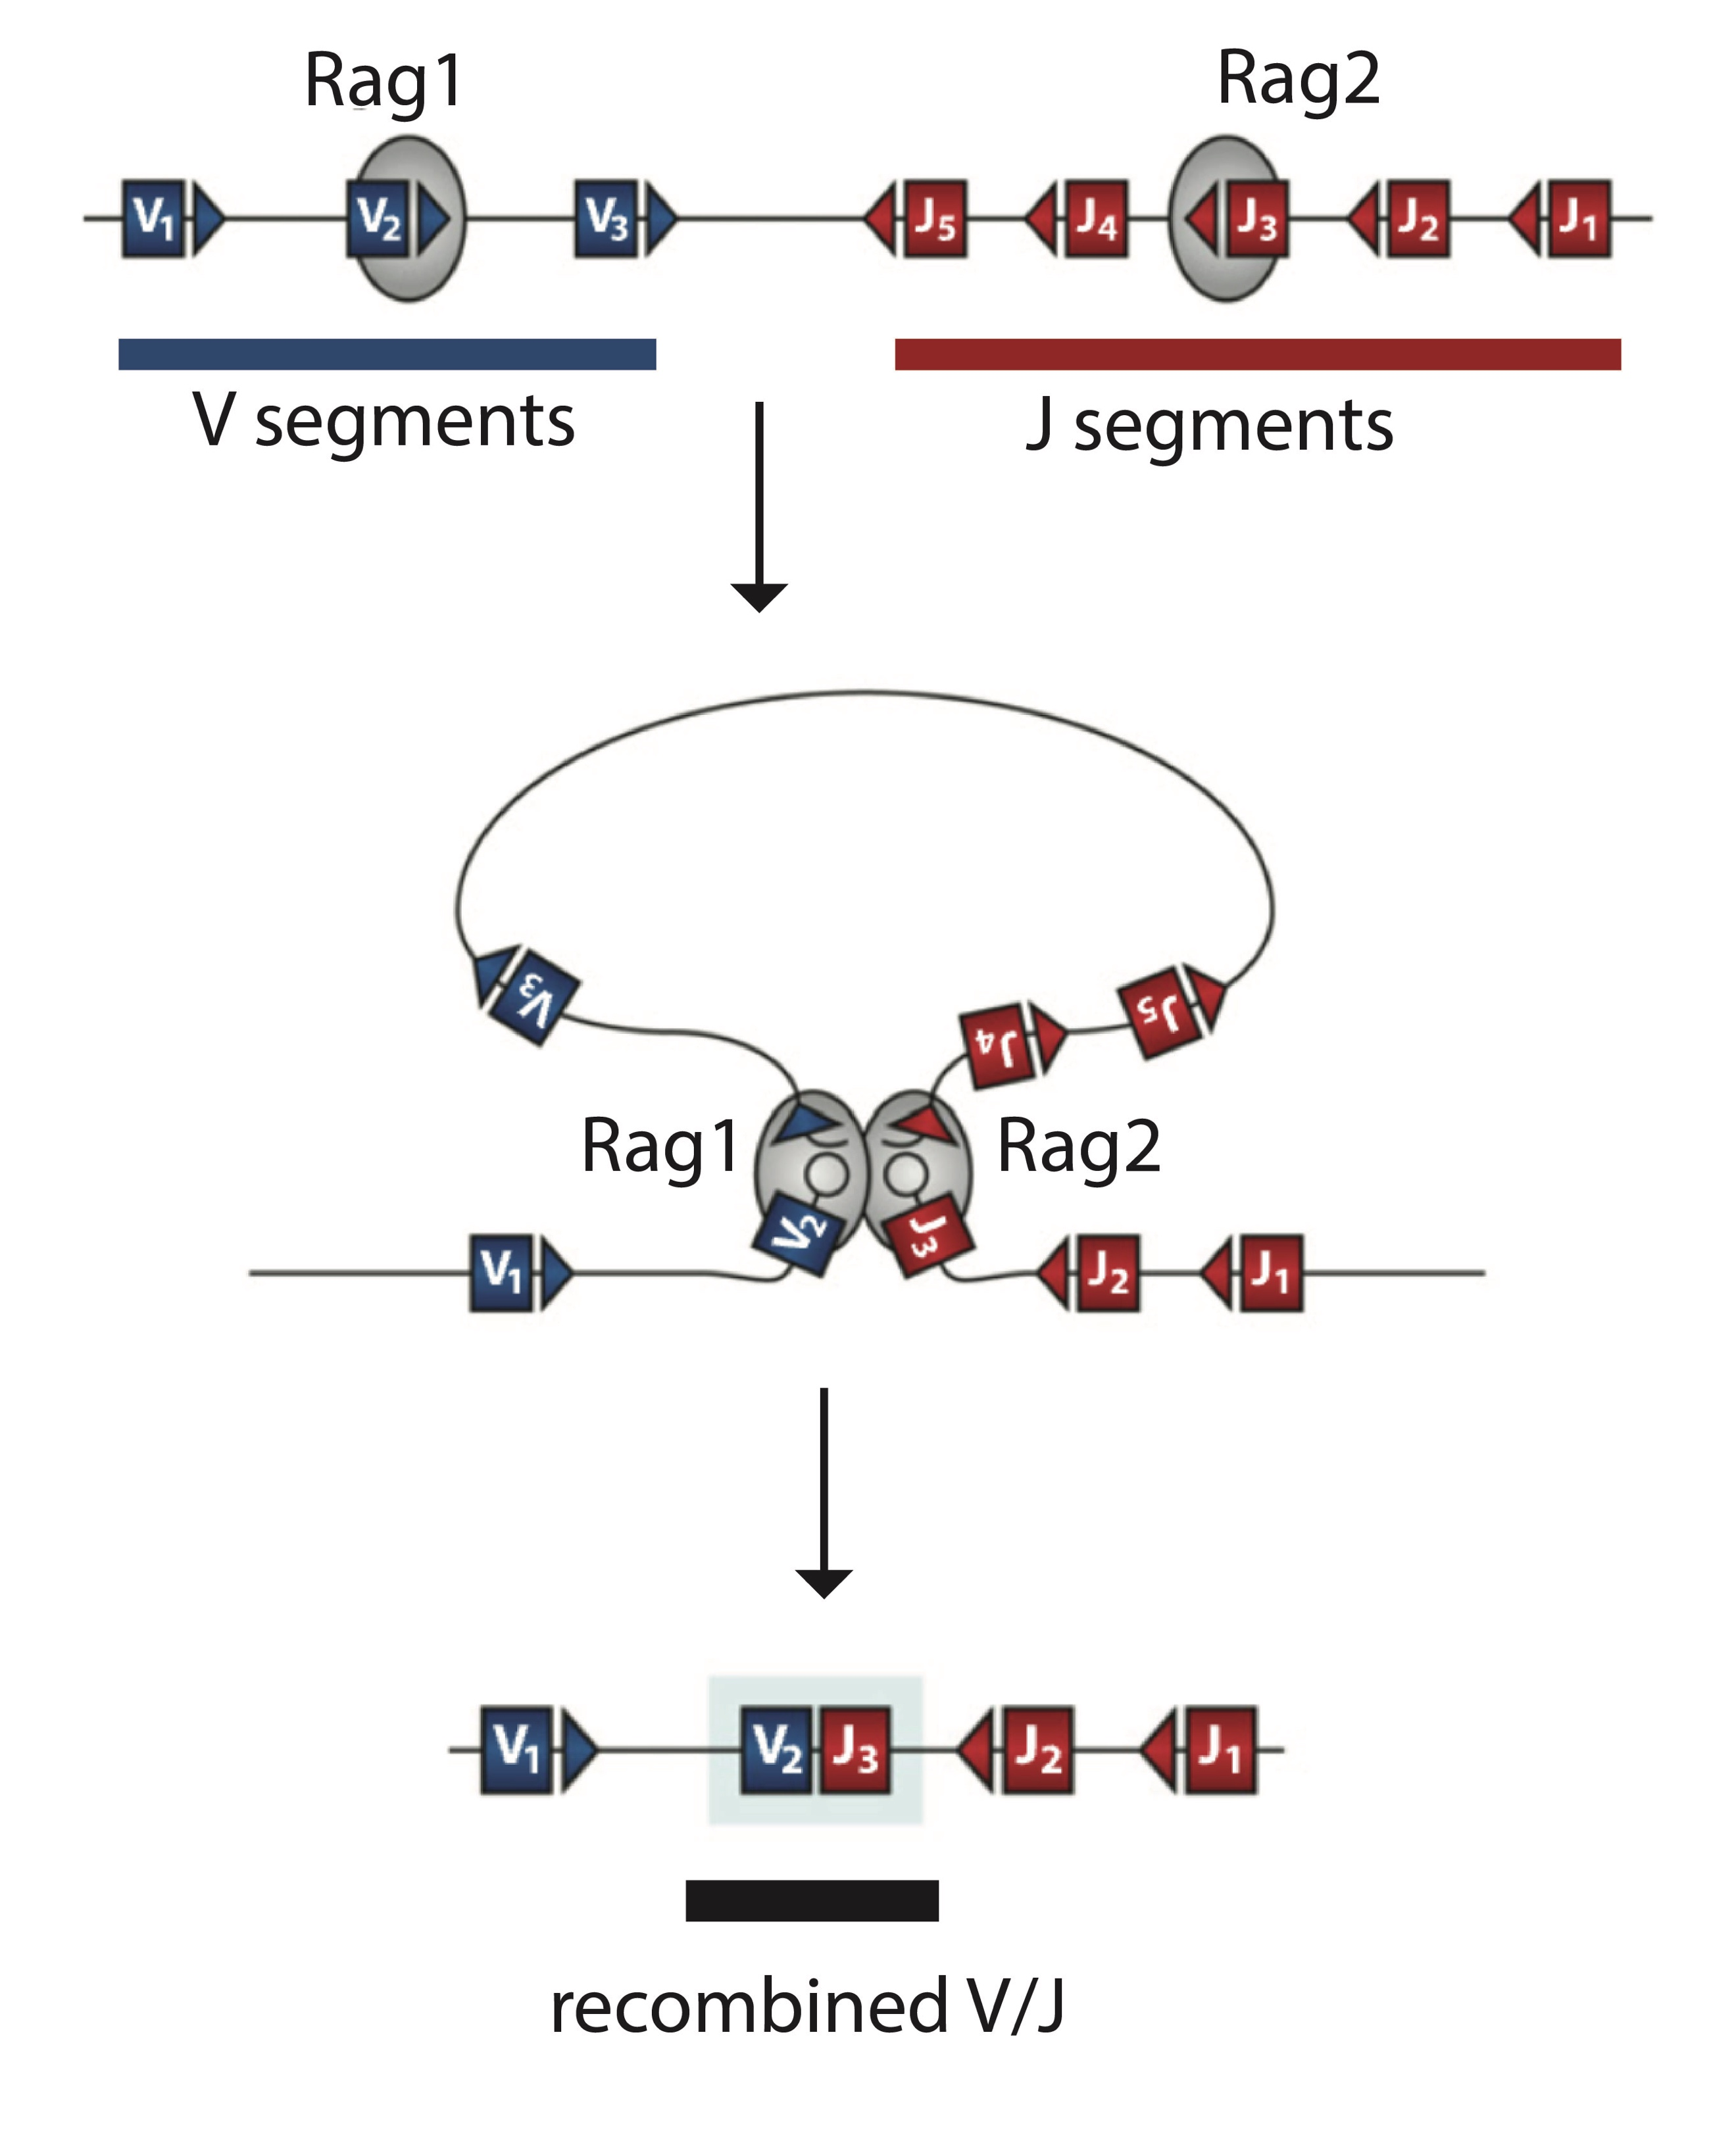 Rag1 Rag2
V1 V2 V3 J5 J4 J3 J2 J1
V segments J segments
V3 J4 J5
Rag1 Rag2
V2 J3
V1 J2 J1
V1 V2 J3 J2 J1
recombined V/J